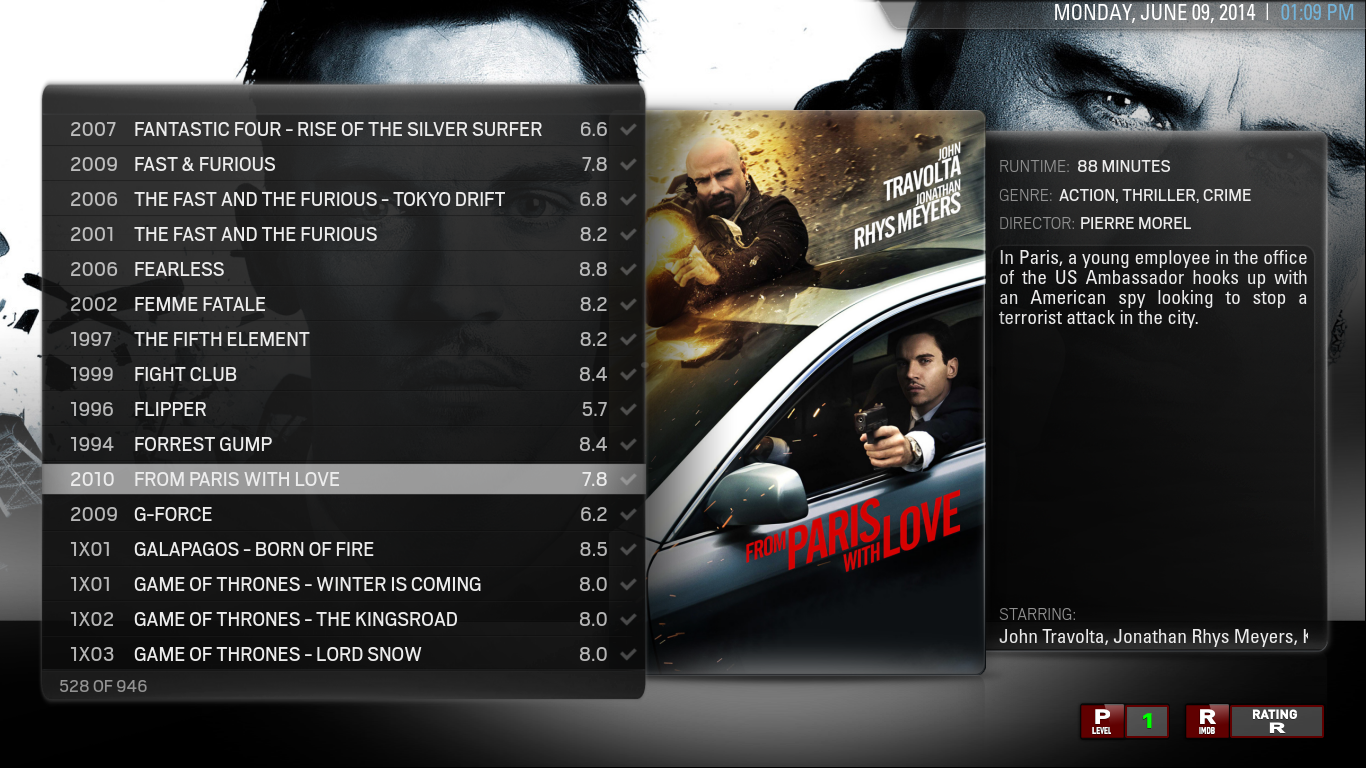 MONDAY, JUNE 09, 2014 | 01:09 PM
2007 FANTASTIC FOUR - RISE OF THE SILVER SURFER 6.6
2009 FAST & FURIOUS 7.8
2006 THE FAST AND THE FURIOUS - TOKYO DRIFT 6.8
2001 THE FAST AND THE FURIOUS 8.2
2006 FEARLESS 8.8
2002 FEMME FATALE 8.2
1997 THE FIFTH ELEMENT 8.2
1999 FIGHT CLUB 8.4
1996 FLIPPER 5.7
1994 FORREST GUMP 8.4
2010 FROM PARIS WITH LOVE 7.8
2009 G-FORCE 6.2
1X01 GALAPAGOS - BORN OF FIRE 8.5
1X01 GAME OF THRONES - WINTER IS COMING 8.0
1X02 GAME OF THRONES - THE KINGSROAD 8.0
1X03 GAME OF THRONES - LORD SNOW 8.0
528 OF 946
JOHN
TRAVOLTA
JONATHAN
RHYS MEYERS
FROM PARIS WITH LOVE
RUNTIME: 88 MINUTES
GENRE: ACTION, THRILLER, CRIME
DIRECTOR: PIERRE MOREL
In Paris, a young employee in the office
of the US Ambassador hooks up with
an American spy looking to stop a
terrorist attack in the city.
STARRING:
John Travolta, Jonathan Rhys Meyers,
P LEVEL 1
R IMDB RATING R